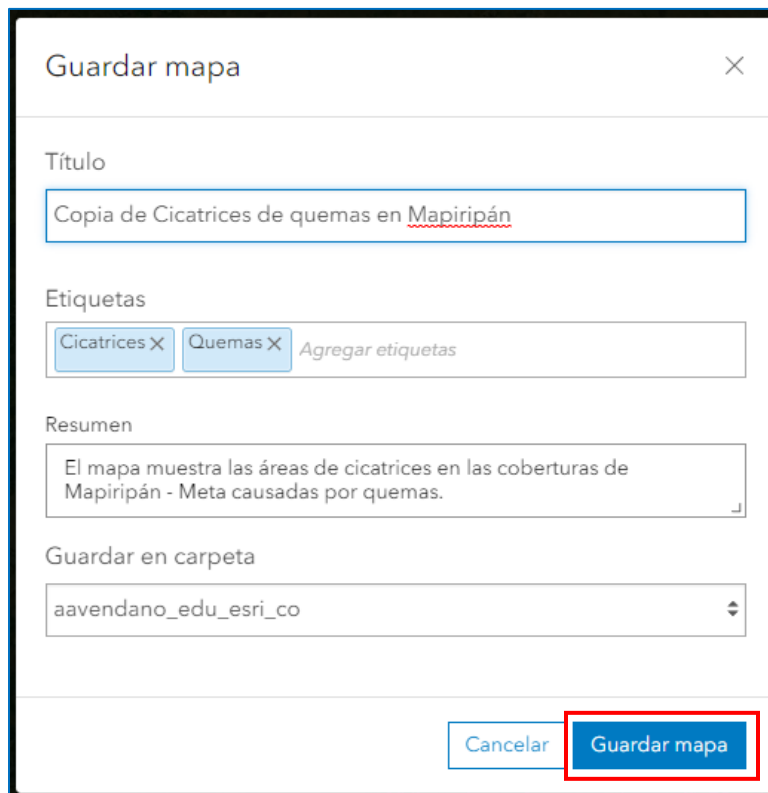 Guardar mapa
Título
Copia de Cicatrices de quemas en Mapiripán
Etiquetas
Cicatrices Quemas Agregar etiquetas
Resumen
El mapa muestra las áreas de cicatrices en las coberturas de
Mapiripán - Meta causadas por quemas.
Guardar en carpeta
aavendano_edu_esri_co
Cancelar Guardar mapa